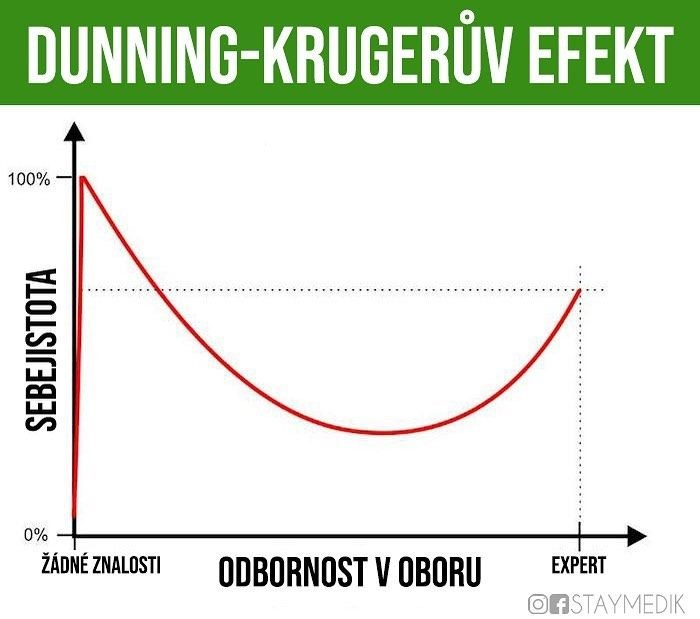 DUNNING-KRUGERŮV EFEKT
100%
SEBEJISTOTA
0%
ŽÁDNÉ ZNALOSTI
ODBORNOST V OBORU
EXPERT
STAYMEDIK